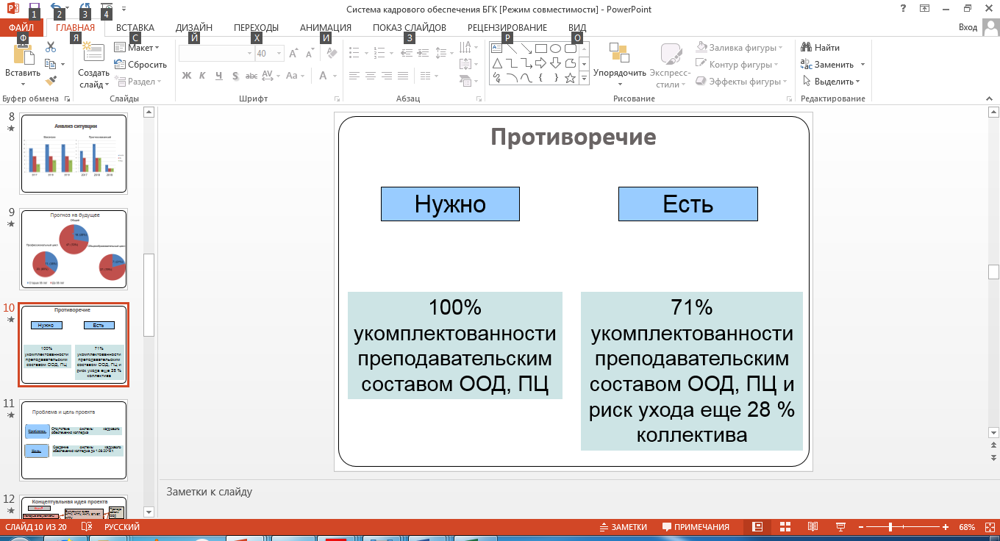 Система кадрового обеспечения БГК [Режим совместимости] - PowerPoint
1 2 3 4
ФАЙЛ ГЛАВНАЯ ВСТАВКА ДИЗАЙН ПЕРЕХОДЫ АНИМАЦИЯ ПОКАЗ СЛАЙДОВ РЕЦЕНЗИРОВАНИЕ ВИД Вход
Ф Я С Й Х И З Р О
Вставить
Создать слайд
Макет
Сбросить
Раздел
40
Ж К Ч S abc AV Aa A
Упорядочить
Экспресс-стили
Заливка фигуры
Контур фигуры
Эффекты фигуры
Найти
Заменить
Выделить
Буфер обмена Слайды Шрифт Абзац Рисование Редактирование
8
Анализ ситуации
9
Прогноз на будущее
Общий
Профессиональный цикл
Общеобразовательный цикл
10
Противоречие
Нужно Есть
100%
укомплектованности
преподавательским
составом ООД, ПЦ
71%
укомплектованности
преподавательским
составом ООД, ПЦ и
риск ухода еще 28 %
коллектива
11
Проблема и цель проекта
Проблема:
Отсутствие системы кадрового
обеспечения колледжа
Цель:
Создание системы кадрового
обеспечения колледжа до 1.09.2019 г.
12
Концептуальная идея проекта
Противоречие
Нужно
Есть
100%
укомплектованности
преподавательским
составом ООД, ПЦ
71%
укомплектованности
преподавательским
составом ООД, ПЦ и
риск ухода еще 28 %
коллектива
Заметки к слайду
СЛАЙД 10 ИЗ 20 РУССКИЙ ЗАМЕТКИ ПРИМЕЧАНИЯ 68%